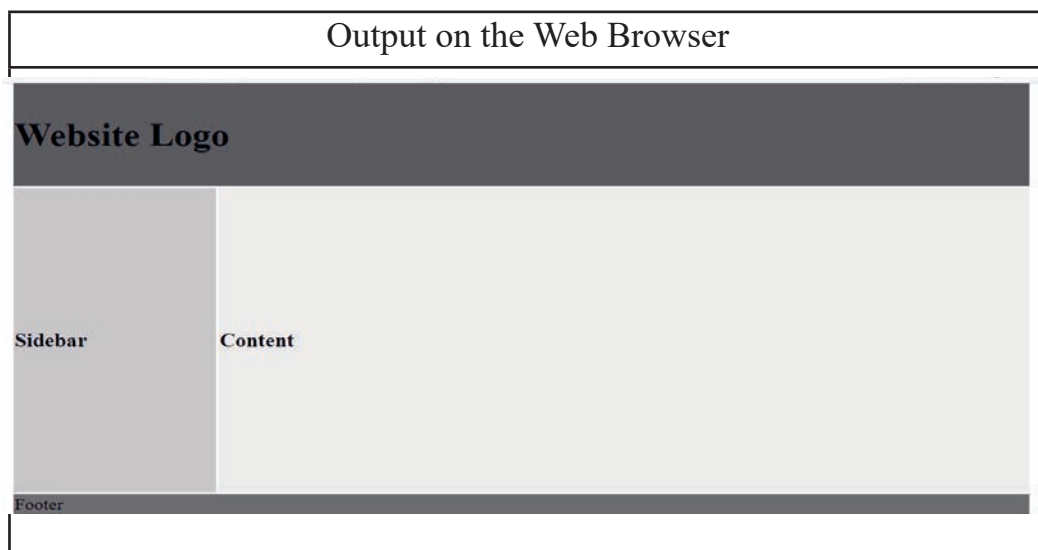 Output on the Web Browser
Website Logo
Sidebar
Content
Footer